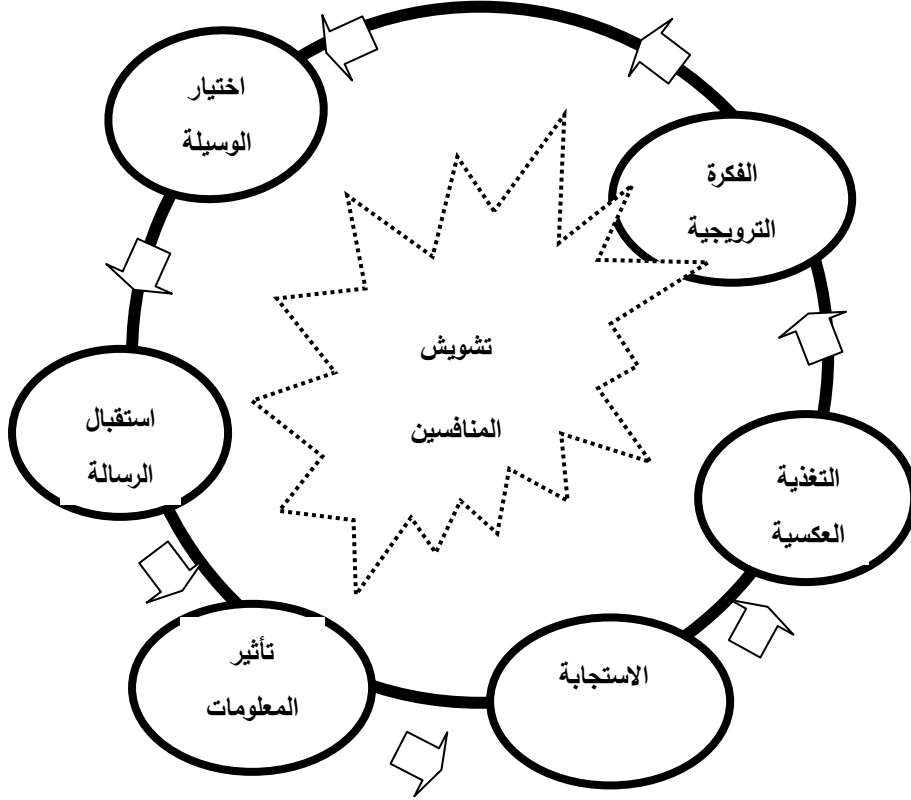 اختيار
الوسيلة
الفكرة
الترويجية
تشويش
المنافسين
استقبال
الرسالة
التغذية
العكسية
تأثير
المعلومات
الاستجابة